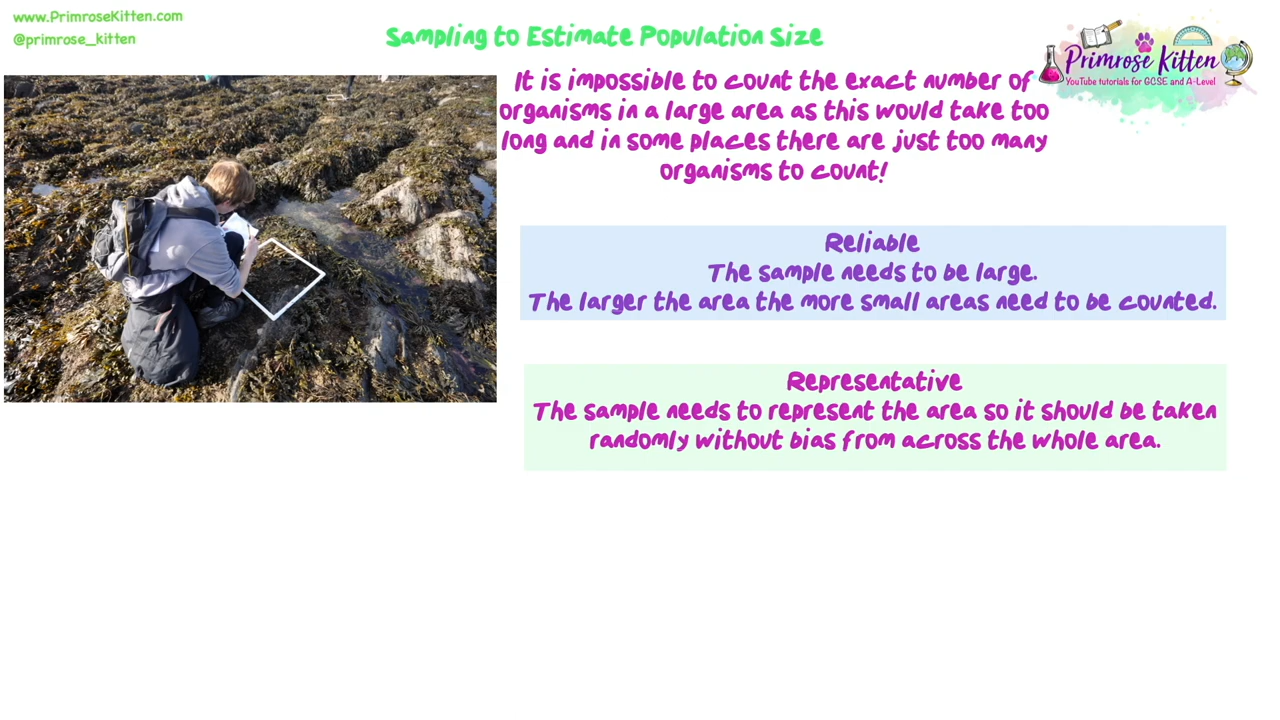 www.PrimroseKitten.com
@primrose_kitten
Sampling to Estimate Population Size
Primrose Kitten
YouTube tutorials for GCSE and A-Level
It is impossible to count the exact number of
organisms in a large area as this would take too
long and in some places there are just too many
organisms to count!
Reliable
The sample needs to be large.
The larger the area the more small areas need to be counted.
Representative
The sample needs to represent the area so it should be taken
randomly without bias from across the whole area.